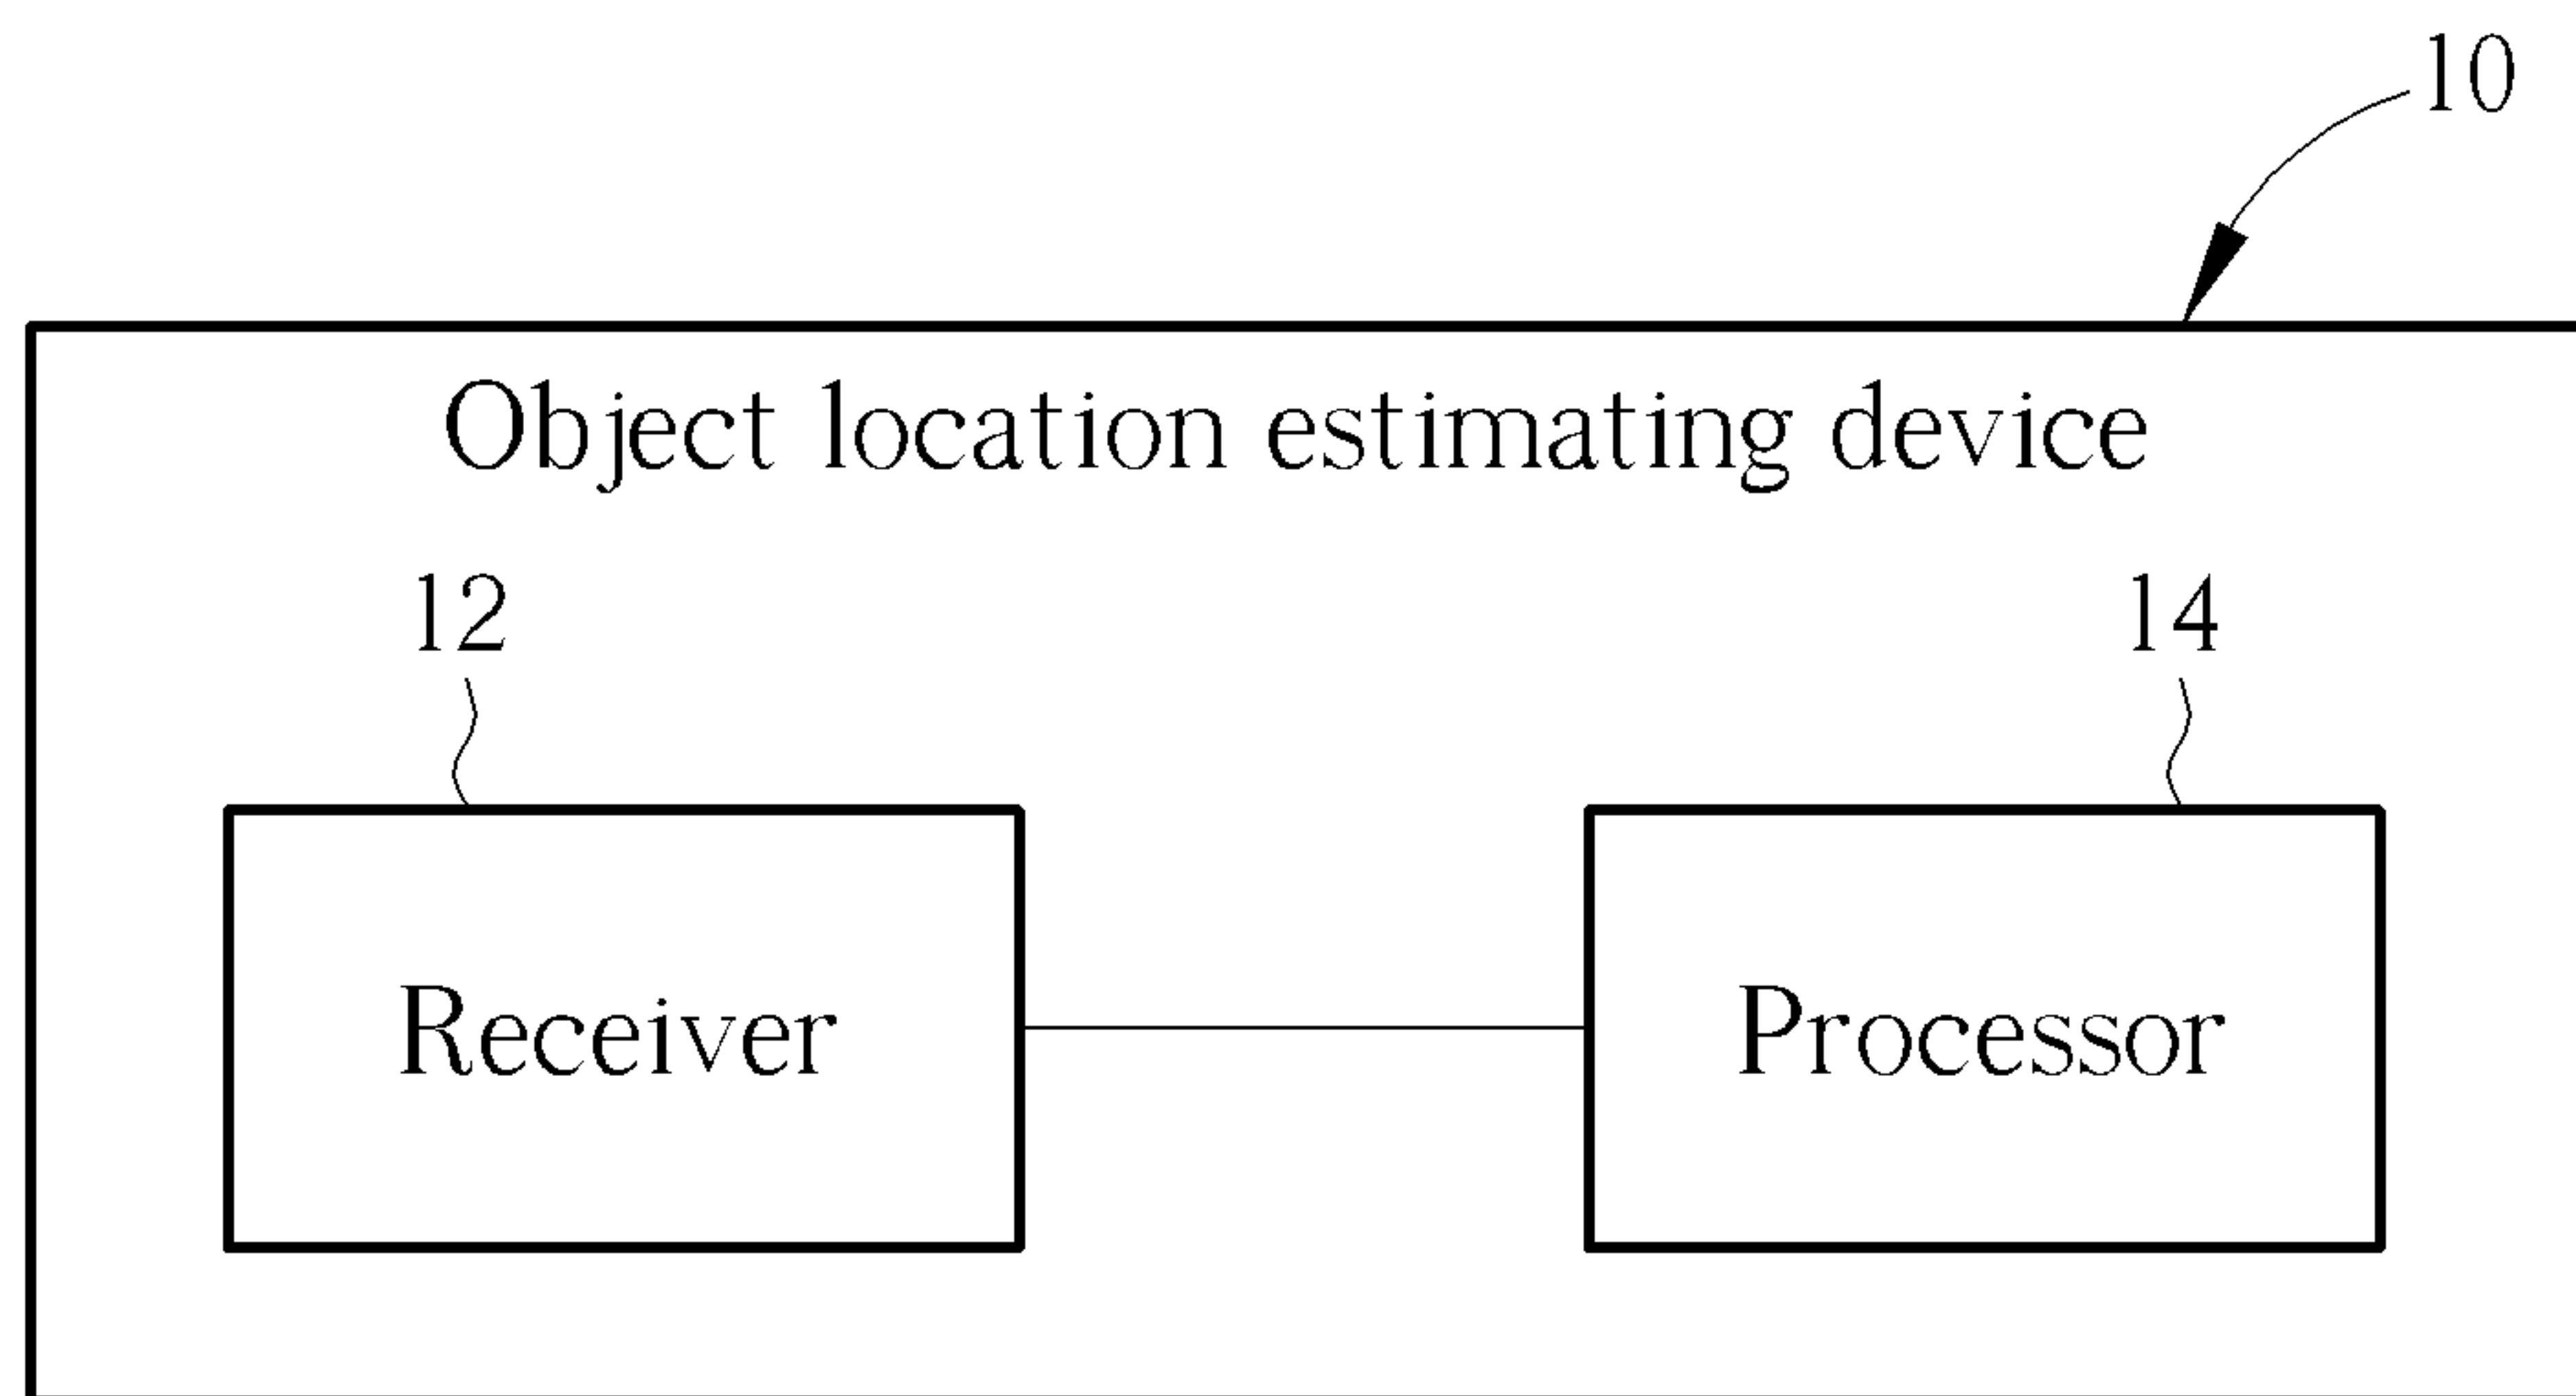 10
Object location estimating device
12
14
Receiver
Processor